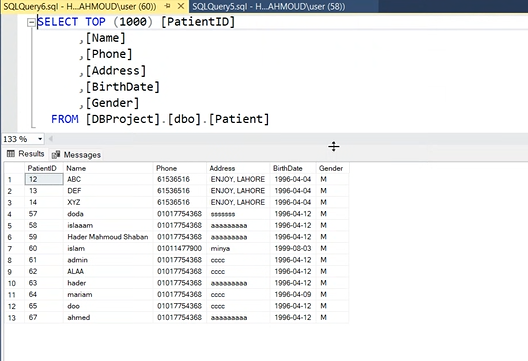 SQLQuery6.sql - H...AHMOUD\user (60)) SQLQuery5.sql - H...AHMOUD\user (58))
SELECT TOP (1000) [PatientID]
,[Name]
,[Phone]
,[Address]
,[BirthDate]
,[Gender]
FROM [DBProject].[dbo].[Patient]
133 %
Results Messages
PatientID Name Phone Address BirthDate Gender
1 12 ABC 61536516 ENJOY, LAHORE 1996-04-04 M
2 13 DEF 61536516 ENJOY, LAHORE 1996-04-04 M
3 14 XYZ 61536516 ENJOY, LAHORE 1996-04-04 M
4 57 doda 01017754368 sssssss 1996-04-12 M
5 58 islaaam 01017754368 aaaaaaaaa 1996-04-12 M
6 59 Hader Mahmoud Shaban 01017754368 aaaaaaaaa 1996-04-12 M
7 60 islam 01011477900 minya 1999-08-03 M
8 61 admin 01017754368 cccc 1996-04-12 M
9 62 ALAA 01017754368 cccc 1996-04-12 M
10 63 hader 01017754368 aaaaaaaaa 1996-04-12 M
11 64 mariam 01017754368 cccc 1996-04-09 M
12 65 doo 01017754368 cccc 1996-04-12 M
13 67 ahmed 01017754368 aaaaaaaaa 1996-04-12 M